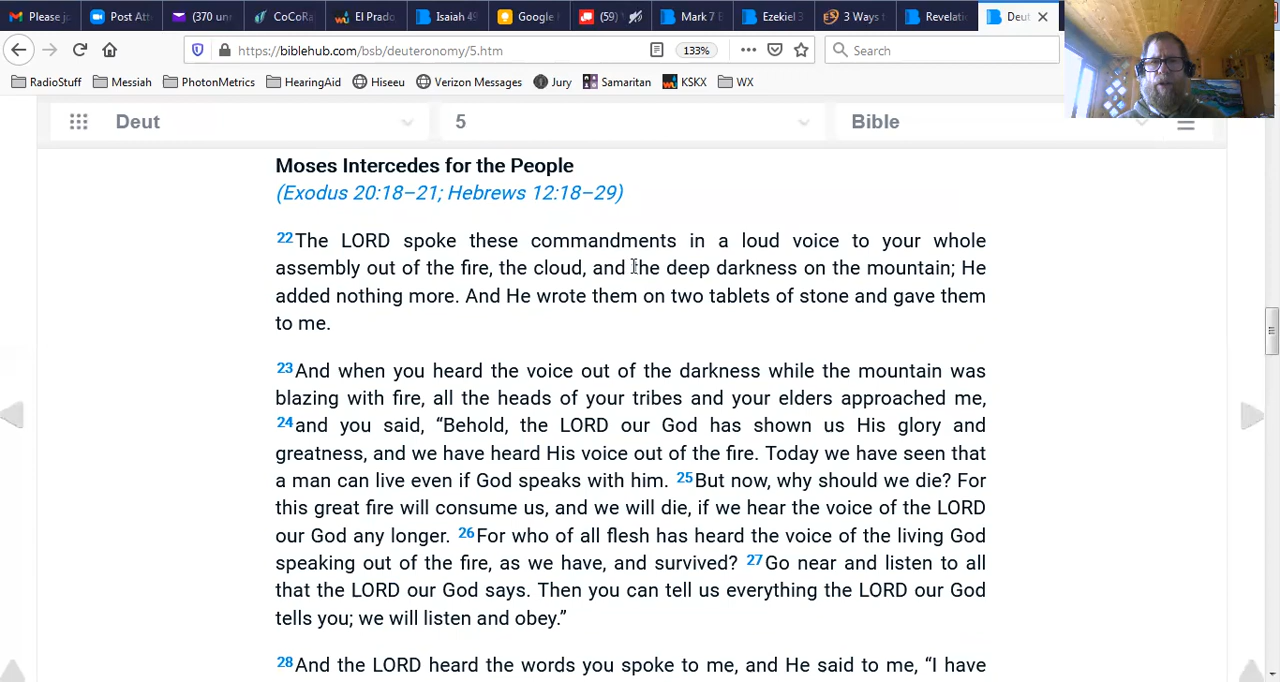 Please jo Post Atte (370 unr CoCoRa El Prado Isaiah 49 Google (59) Mark 7 B Ezekiel 3 3 Ways t Revelati Deut
https://biblehub.com/bsb/deuteronomy/5.htm 133% Search
RadioStuff Messiah PhotonMetrics HearingAid Hiseeu Verizon Messages Jury Samaritan KSKX WX
Deut 5 Bible
Moses Intercedes for the People
(Exodus 20:18–21; Hebrews 12:18–29)
22The LORD spoke these commandments in a loud voice to your whole
assembly out of the fire, the cloud, and the deep darkness on the mountain; He
added nothing more. And He wrote them on two tablets of stone and gave them
to me.
23And when you heard the voice out of the darkness while the mountain was
blazing with fire, all the heads of your tribes and your elders approached me,
24and you said, “Behold, the LORD our God has shown us His glory and
greatness, and we have heard His voice out of the fire. Today we have seen that
a man can live even if God speaks with him. 25But now, why should we die? For
this great fire will consume us, and we will die, if we hear the voice of the LORD
our God any longer. 26For who of all flesh has heard the voice of the living God
speaking out of the fire, as we have, and survived? 27Go near and listen to all
that the LORD our God says. Then you can tell us everything the LORD our God
tells you; we will listen and obey.”
28And the LORD heard the words you spoke to me, and He said to me, “I have